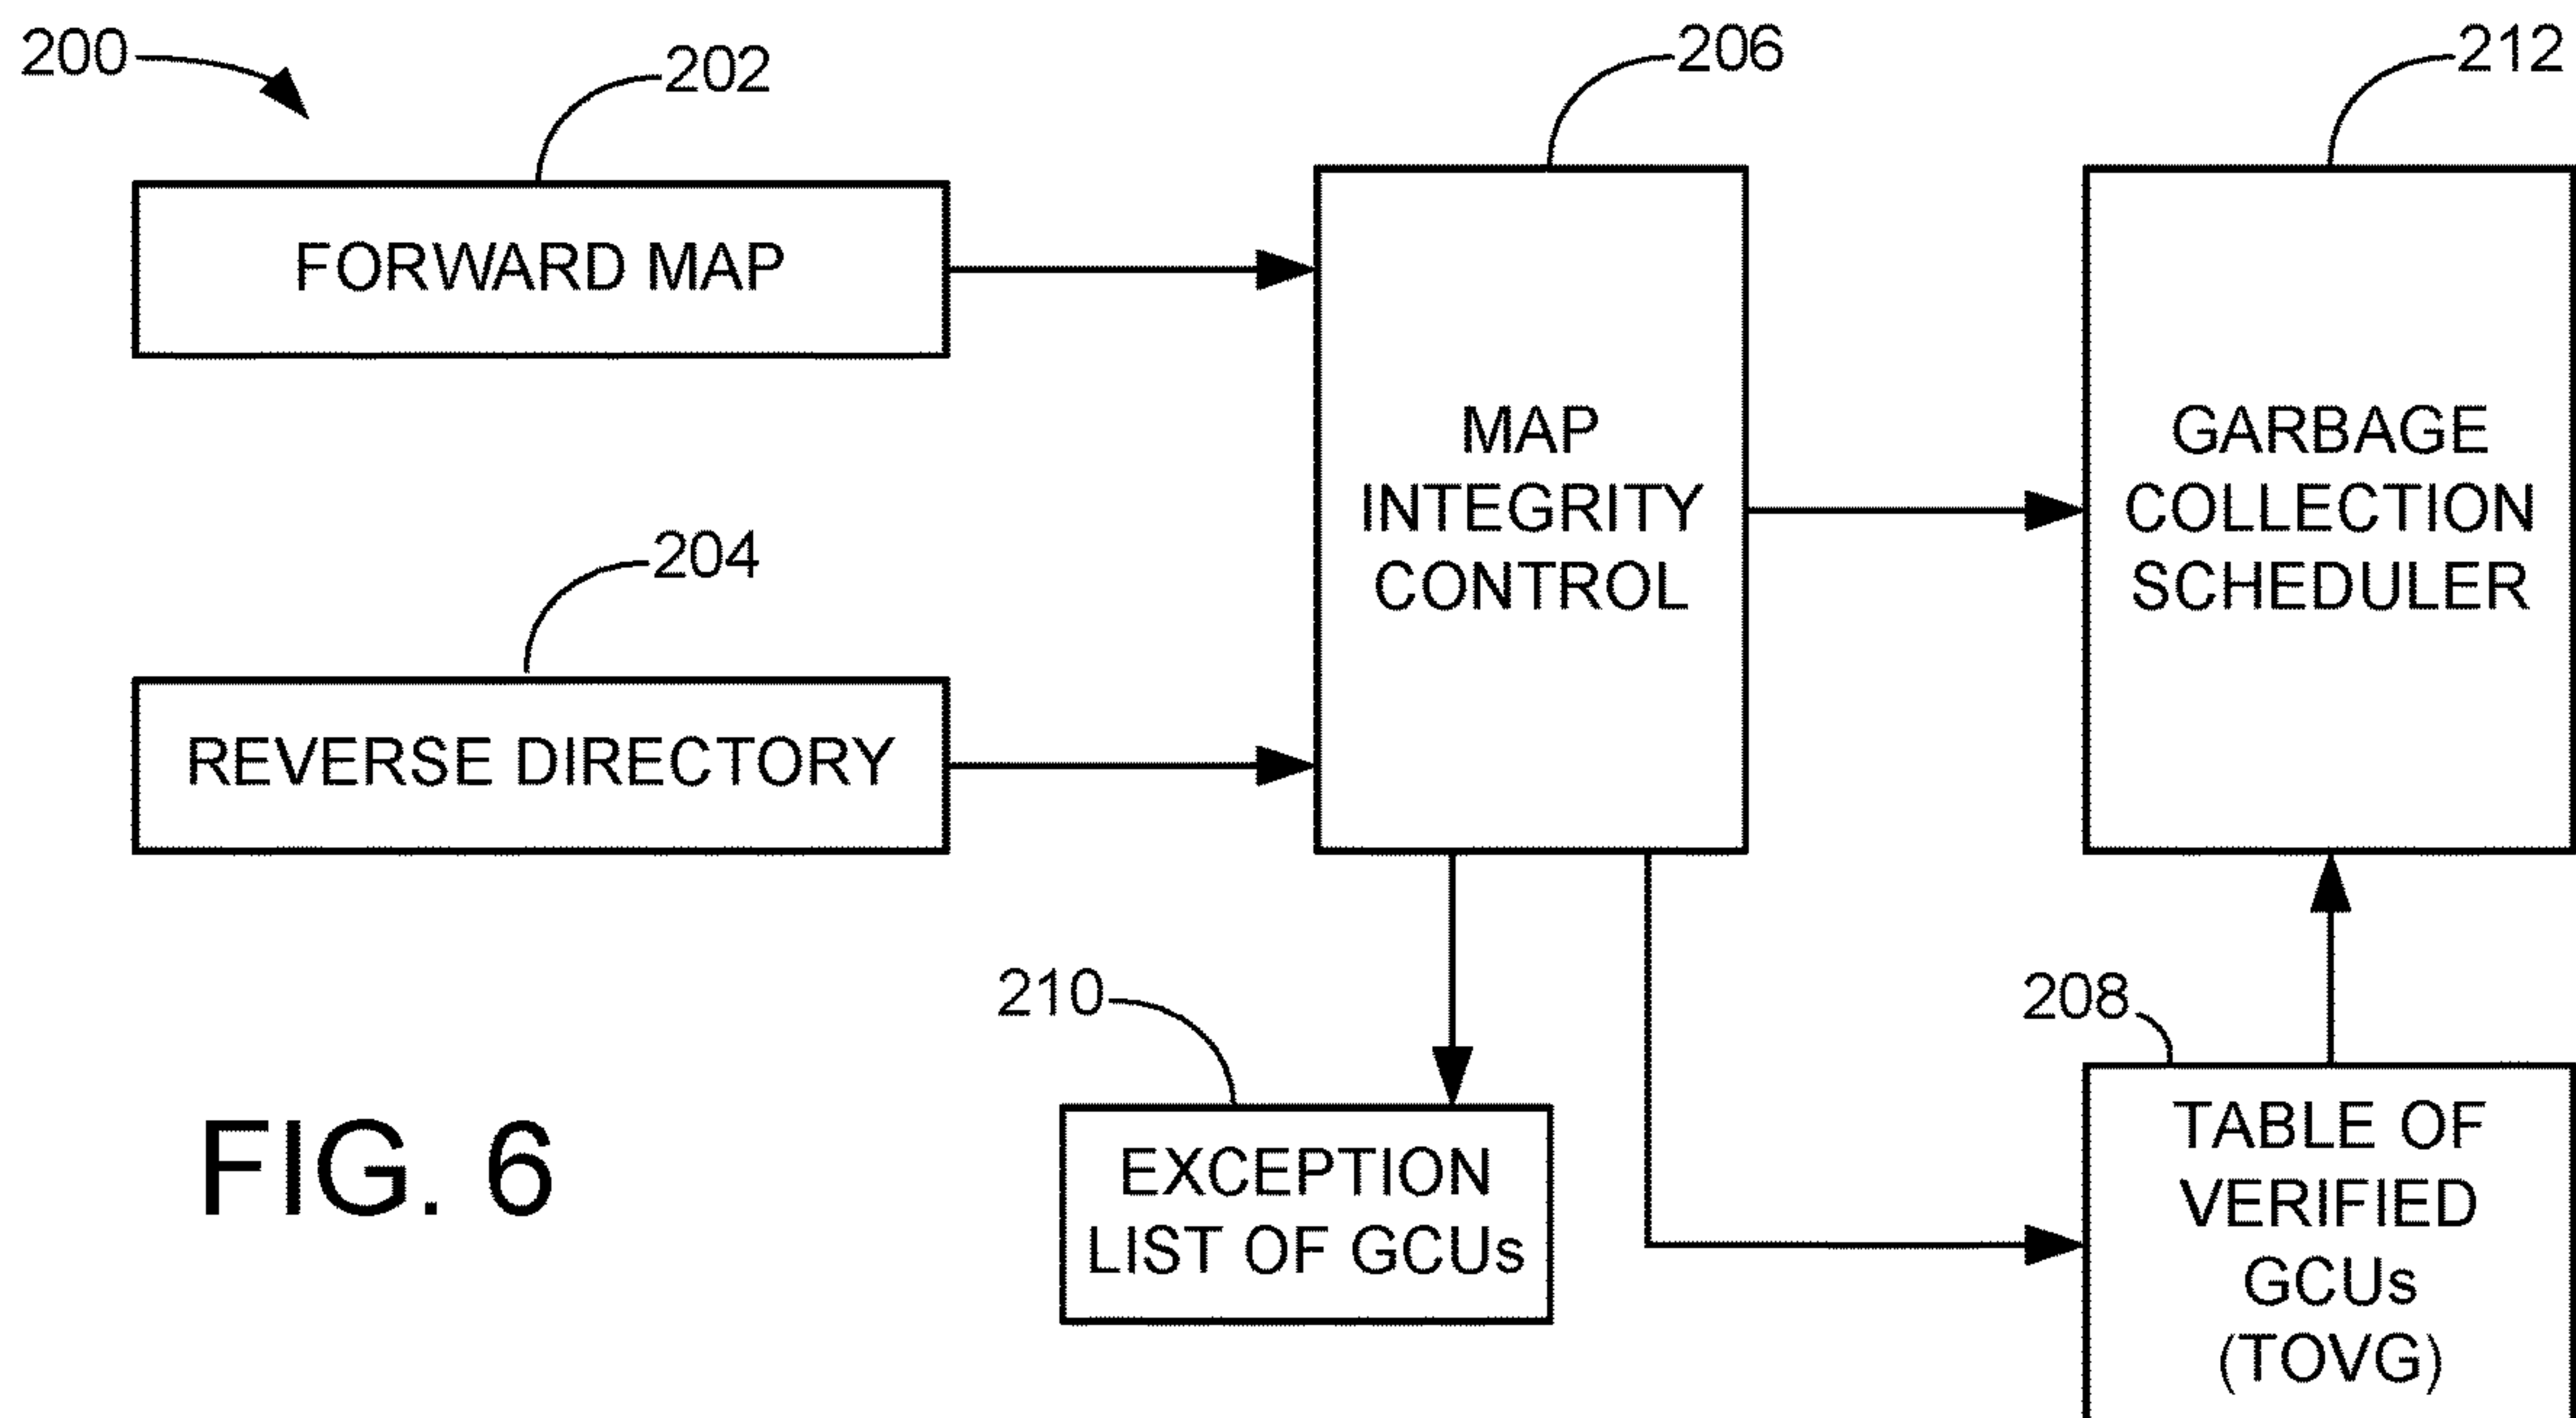 200
202
206
212
FORWARD MAP
MAP
INTEGRITY
CONTROL
GARBAGE
COLLECTION
SCHEDULER
204
REVERSE DIRECTORY
210
208
EXCEPTION
LIST OF GCUs
TABLE OF
VERIFIED
GCUs
(TOVG)
FIG. 6